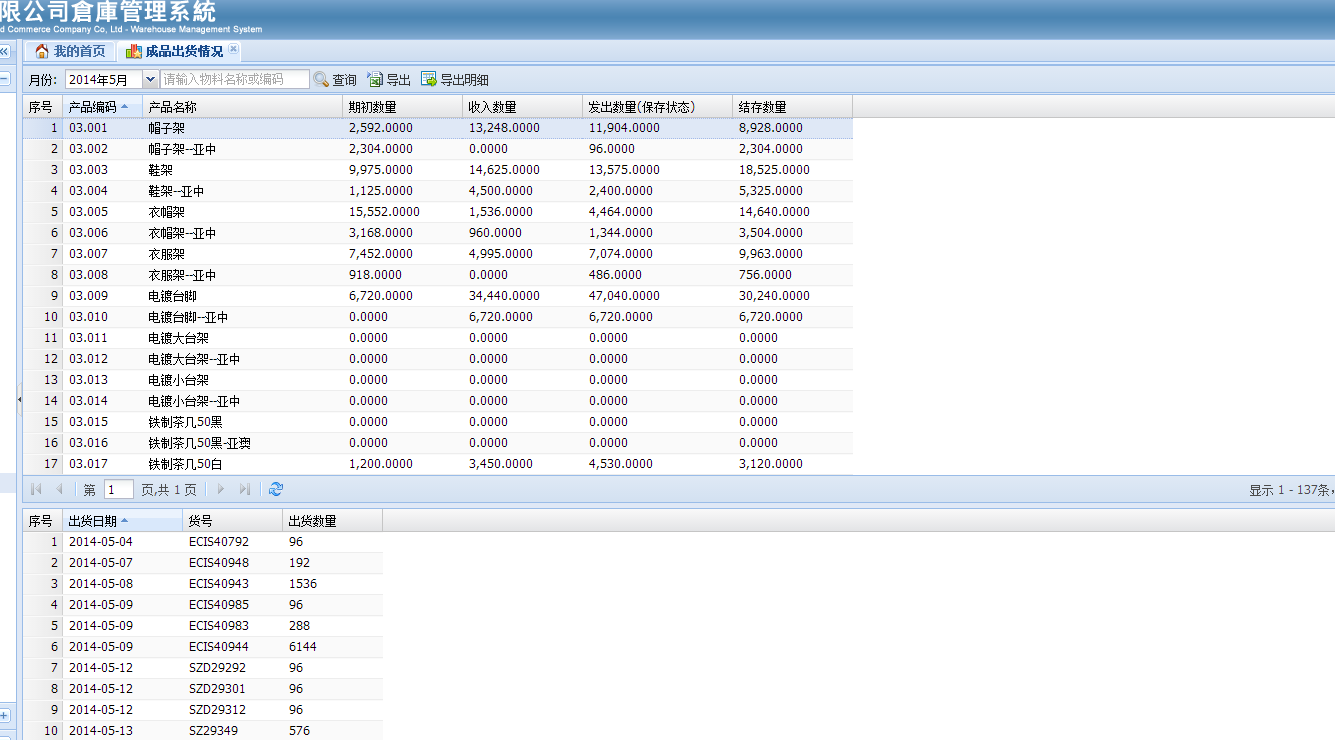 限公司倉庫管理系統
d Commerce Company Co, Ltd - Warehouse Management System
我的首页 成品出货情况
月份: 2014年5月 请输入物料名称或编码 查询 导出 导出明细
序号 产品编码 产品名称 期初数量 收入数量 发出数量(保存状态) 结存数量
1 03.001 帽子架 2,592.0000 13,248.0000 11,904.0000 8,928.0000
2 03.002 帽子架--亚中 2,304.0000 0.0000 96.0000 2,304.0000
3 03.003 鞋架 9,975.0000 14,625.0000 13,575.0000 18,525.0000
4 03.004 鞋架--亚中 1,125.0000 4,500.0000 2,400.0000 5,325.0000
5 03.005 衣帽架 15,552.0000 1,536.0000 4,464.0000 14,640.0000
6 03.006 衣帽架--亚中 3,168.0000 960.0000 1,344.0000 3,504.0000
7 03.007 衣服架 7,452.0000 4,995.0000 7,074.0000 9,963.0000
8 03.008 衣服架--亚中 918.0000 0.0000 486.0000 756.0000
9 03.009 电镀台脚 6,720.0000 34,440.0000 47,040.0000 30,240.0000
10 03.010 电镀台脚--亚中 0.0000 6,720.0000 6,720.0000 6,720.0000
11 03.011 电镀大台架 0.0000 0.0000 0.0000 0.0000
12 03.012 电镀大台架--亚中 0.0000 0.0000 0.0000 0.0000
13 03.013 电镀小台架 0.0000 0.0000 0.0000 0.0000
14 03.014 电镀小台架--亚中 0.0000 0.0000 0.0000 0.0000
15 03.015 铁制茶几50黑 0.0000 0.0000 0.0000 0.0000
16 03.016 铁制茶几50黑-亚澳 0.0000 0.0000 0.0000 0.0000
17 03.017 铁制茶几50白 1,200.0000 3,450.0000 4,530.0000 3,120.0000
第 1 页,共 1 页 显示 1 - 137条,
序号 出货日期 货号 出货数量
1 2014-05-04 ECIS40792 96
2 2014-05-07 ECIS40948 192
3 2014-05-08 ECIS40943 1536
4 2014-05-09 ECIS40985 96
5 2014-05-09 ECIS40983 288
6 2014-05-09 ECIS40944 6144
7 2014-05-12 SZD29292 96
8 2014-05-12 SZD29301 96
9 2014-05-12 SZD29312 96
10 2014-05-13 SZ29349 576